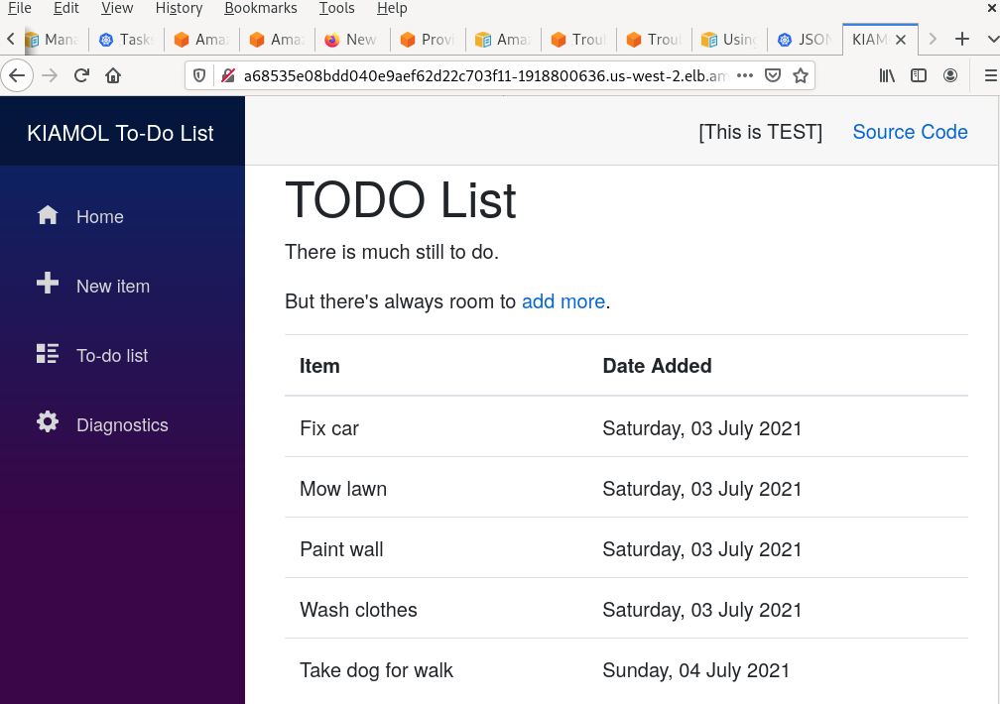 File Edit View History Bookmarks Tools Help
Mana Tasks Ama Ama New Provi Ama Trou Trou Using JSON KIAM
a68535e08bdd040e9aef62d22c703f11-1918800636.us-west-2.elb.am
KIAMOL To-Do List
[This is TEST] Source Code
Home
New item
To-do list
Diagnostics
TODO List
There is much still to do.
But there's always room to add more.
Item Date Added
Fix car Saturday, 03 July 2021
Mow lawn Saturday, 03 July 2021
Paint wall Saturday, 03 July 2021
Wash clothes Saturday, 03 July 2021
Take dog for walk Sunday, 04 July 2021